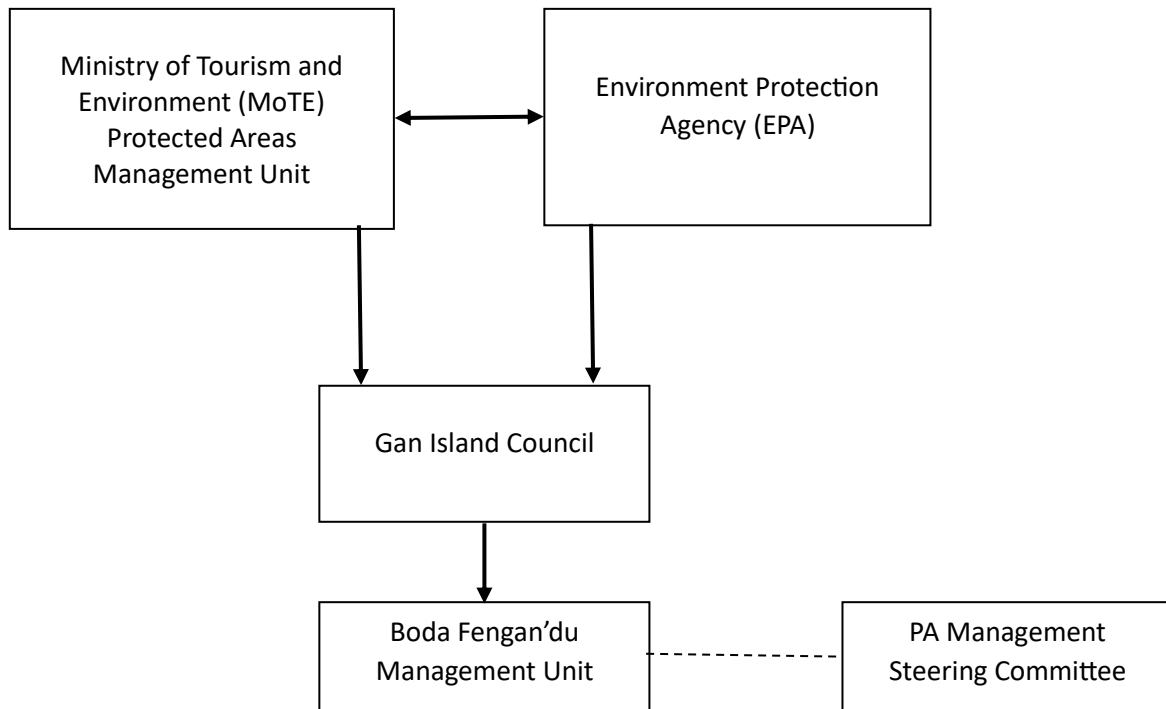 Ministry of Tourism and
Environment (MoTE)
Protected Areas
Management Unit
Environment Protection
Agency (EPA)
Gan Island Council
Boda Fengan’du
Management Unit
PA Management
Steering Committee